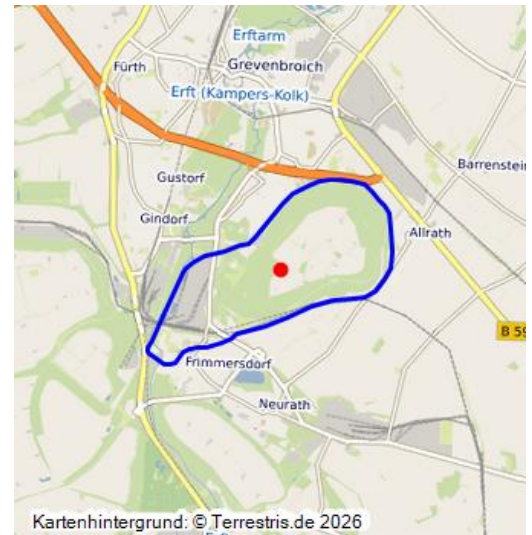 Erftarm
Grevenbroich
Fürth
Erft (Kampers-Kolk)
Barrenstein
Gustorf
Gindorf
Allrath
B 59
Frimmersdorf
Neurath
Kartenhintergrund: © Terrestris.de 2026